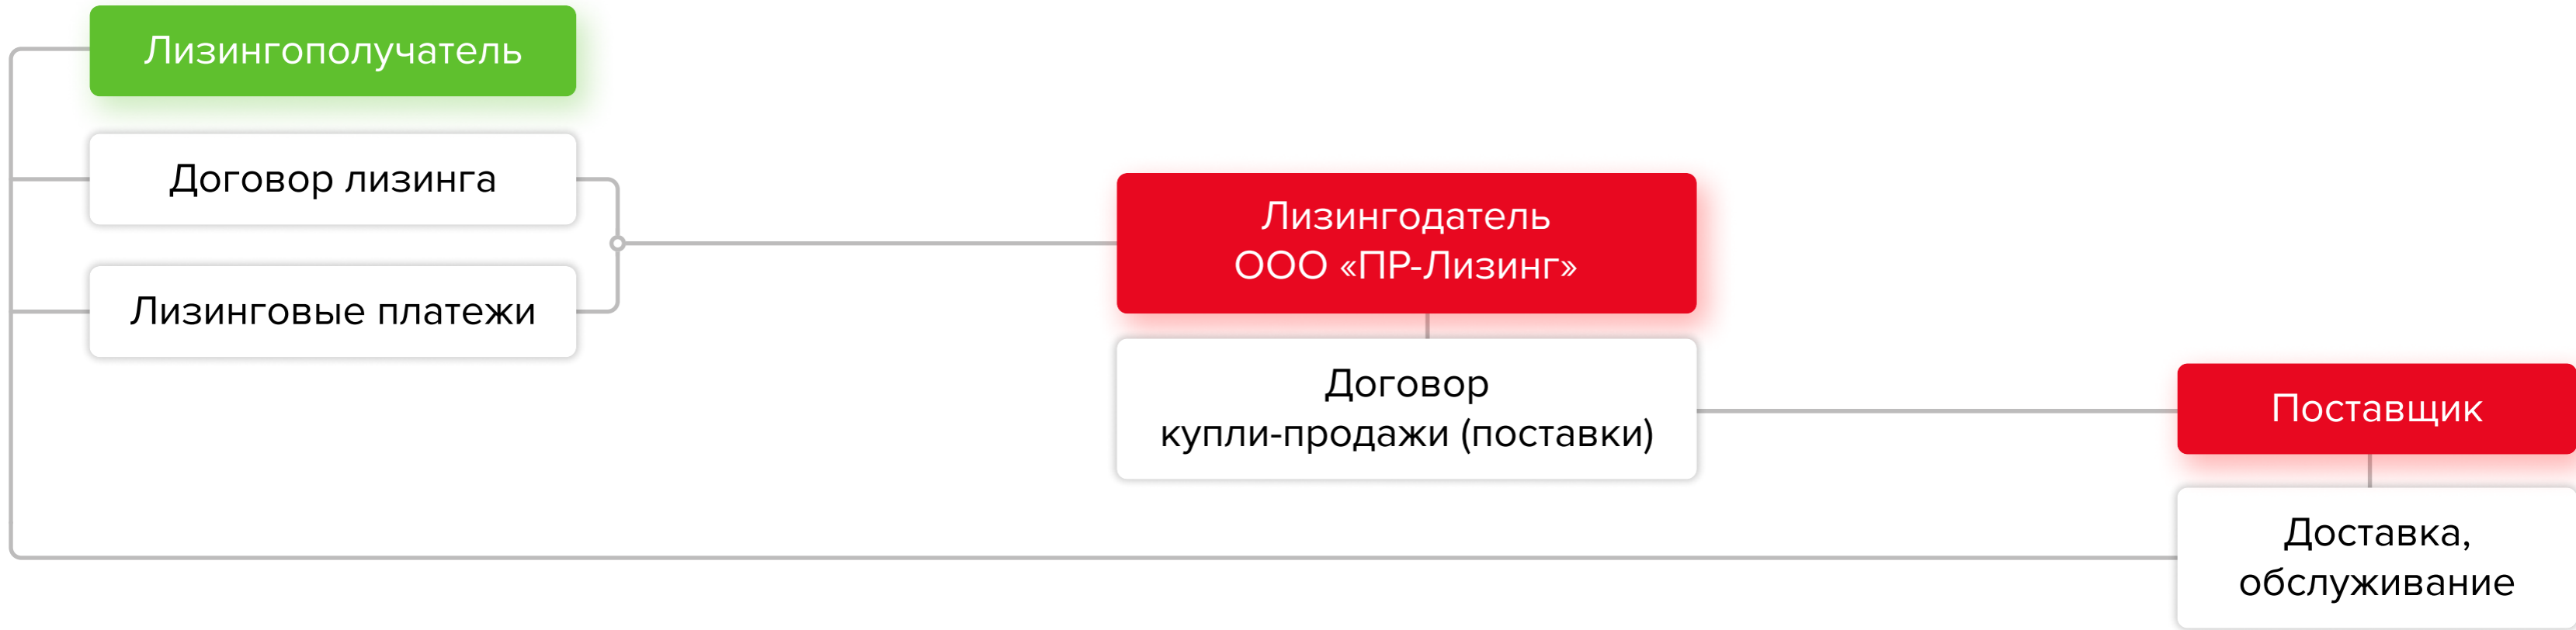 Лизингополучатель
Договор лизинга
Лизинговые платежи
Лизингодатель
ООО «ПР-Лизинг»
Договор
купли-продажи (поставки)
Поставщик
Доставка,
обслуживание